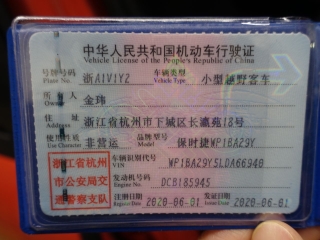 中华人民共和国机动车行驶证
Vehicle License of the People's Republic of China
号牌号码 浙A1V1Y2 车辆类型 小型越野客车
Plate No. Vehicle Type
所有人 金玮
Owner
住址 浙江省杭州市下城区长瀛苑18号
Address
使用性质 非营运 品牌型号 保时捷WP1BA29Y
Use Character Model
浙江省杭州 车辆识别代号 WP1BA29Y5LDA66940
VIN
市公安局交 发动机号码 DCB185945
Engine No.
通警察支队 注册日期 2020-06-01 发证日期 2020-06-01
Register Date Issue Date